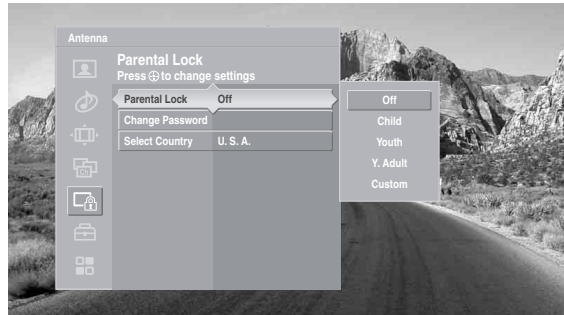 Antenna
Parental Lock
Press to change settings
Parental Lock Off
Change Password
Select Country U. S. A.
Off
Child
Youth
Y. Adult
Custom
Ch